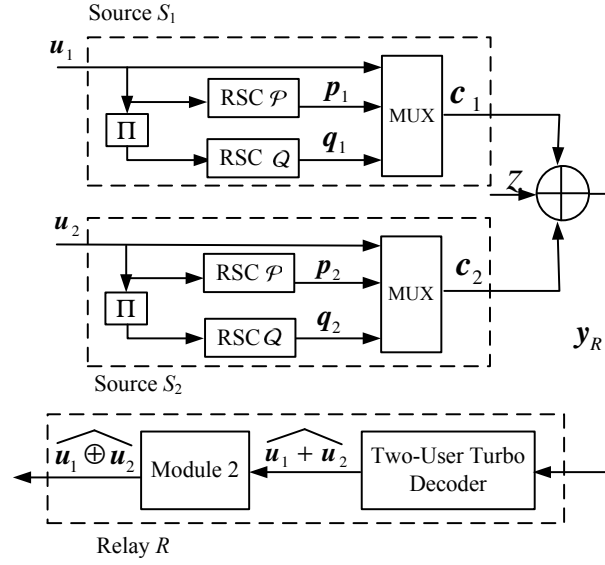 Source S₁
u₁
RSC 𝒫
p₁
Π
RSC 𝒬
q₁
MUX
c₁
Z
u₂
RSC 𝒫
p₂
Π
RSC 𝒬
q₂
MUX
c₂
Source S₂
y_R
u₁ ⊕ u₂
Module 2
u₁ + u₂
Two-User Turbo
Decoder
Relay R